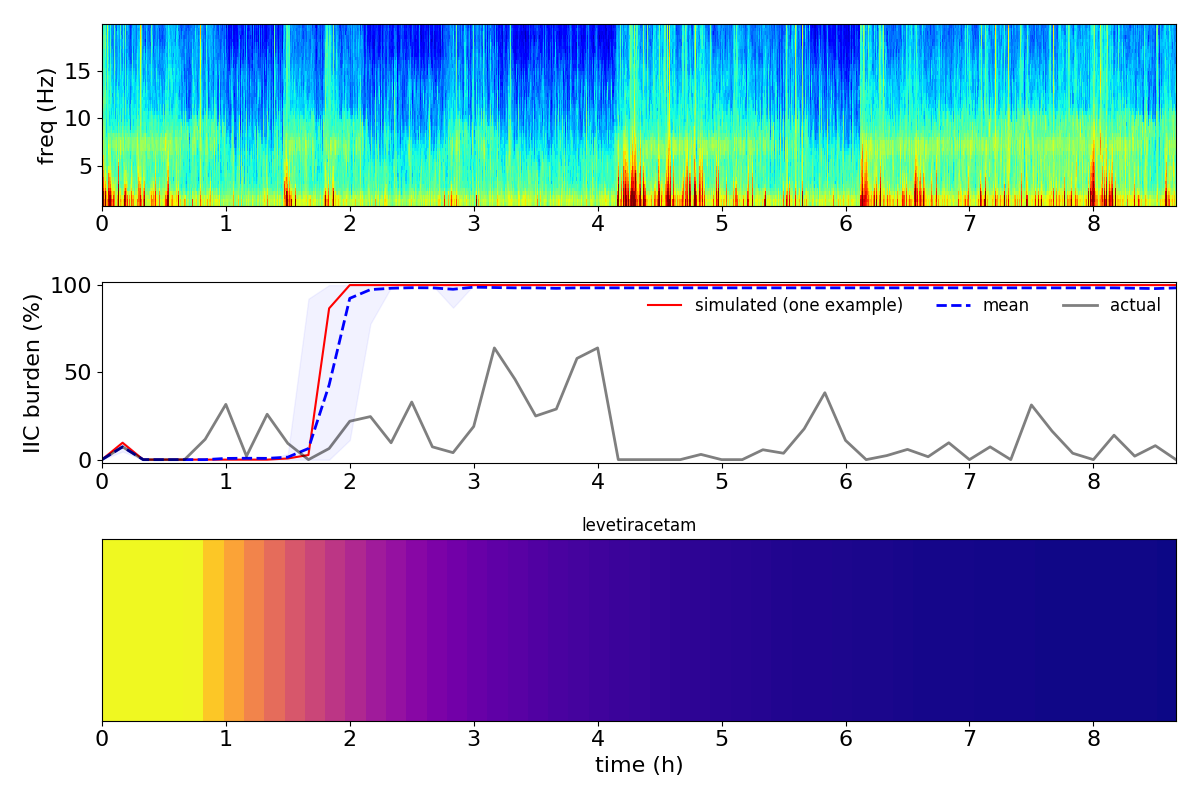 freq (Hz)
15
10
5
0 1 2 3 4 5 6 7 8
IIC burden (%)
100
50
0
simulated (one example) mean actual
0 1 2 3 4 5 6 7 8
levetiracetam
0 1 2 3 4 5 6 7 8
time (h)